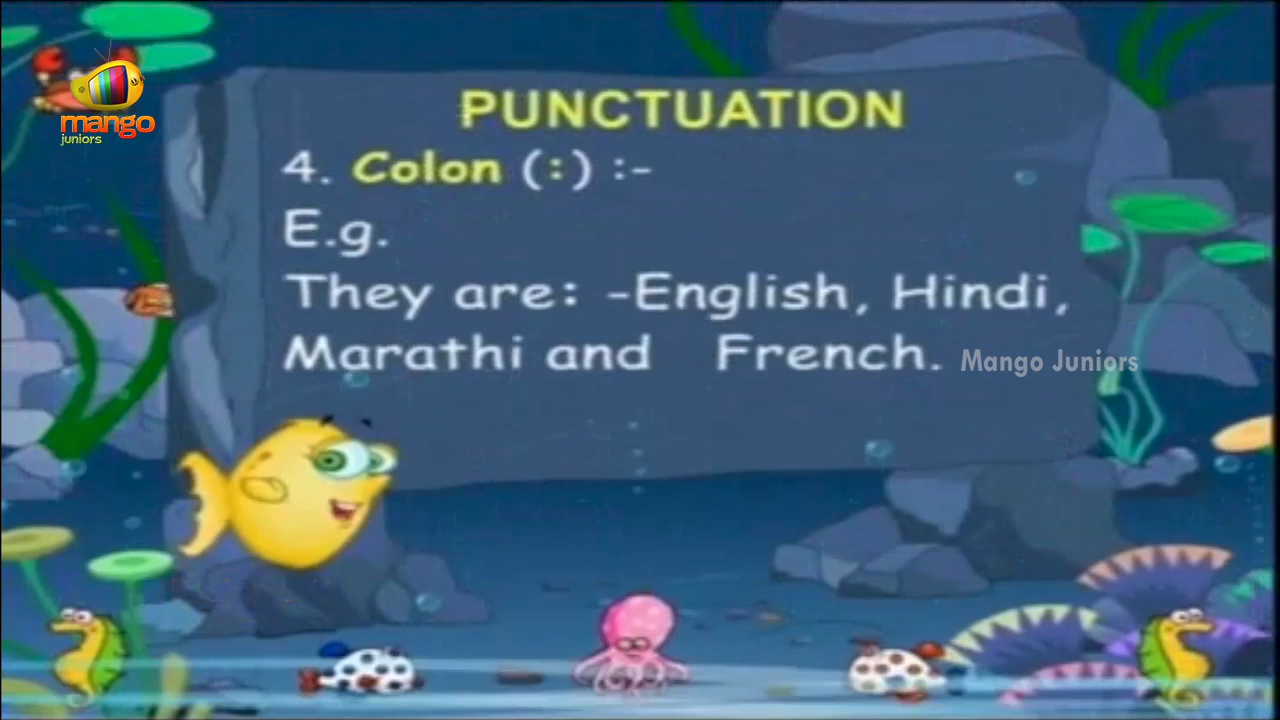 mango
juniors
PUNCTUATION
4. Colon (:) :-
E.g.
They are: -English, Hindi,
Marathi and French.
Mango Juniors